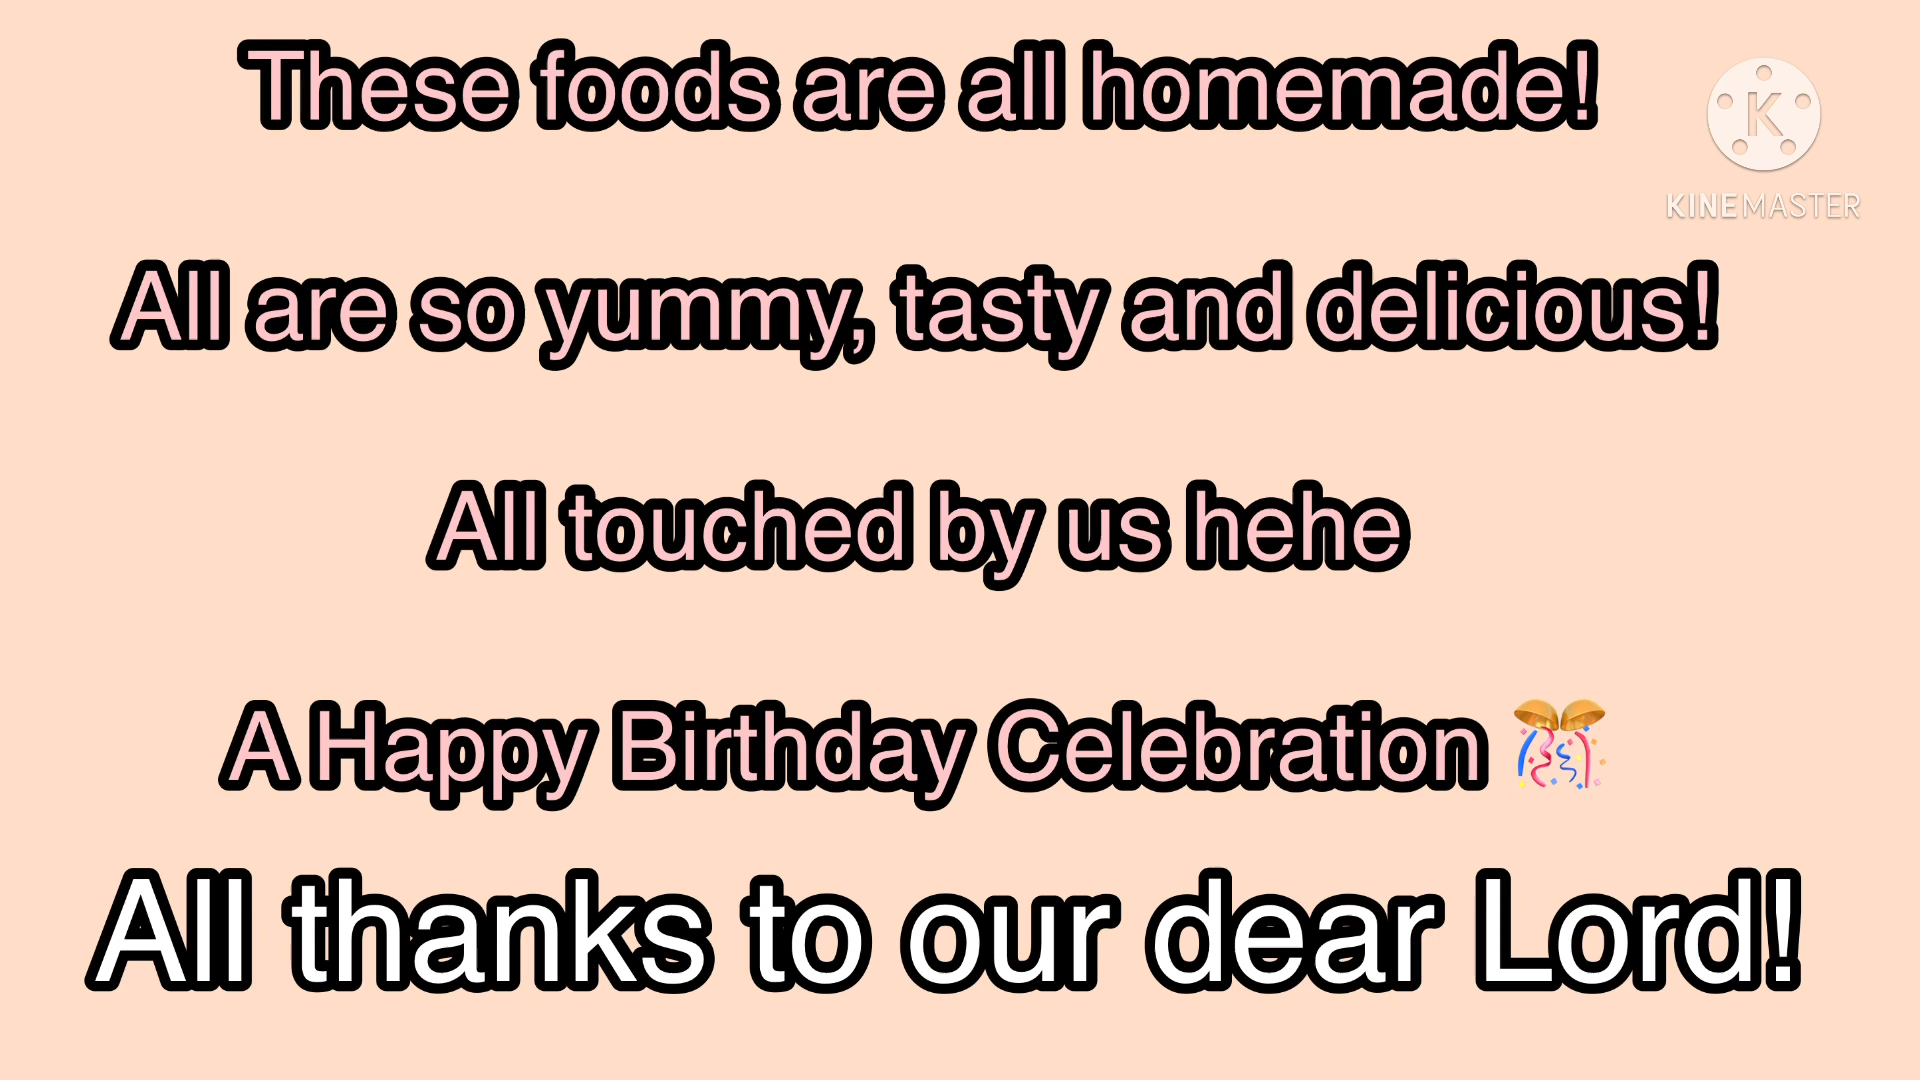 These foods are all homemade!
K
KINEMASTER
All are so yummy, tasty and delicious!
All touched by us hehe
A Happy Birthday Celebration 🎊
All thanks to our dear Lord!